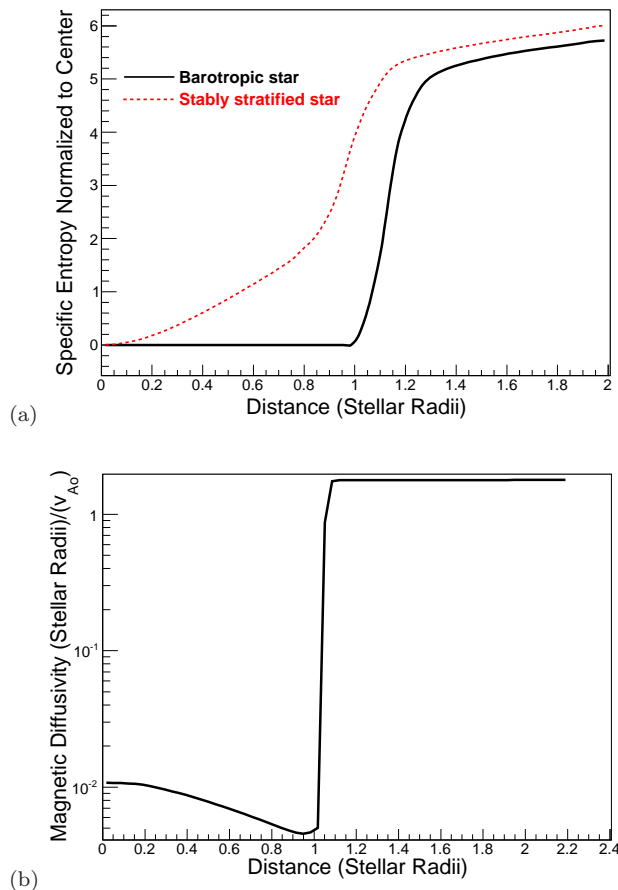 Specific Entropy Normalized to Center
6
5
4
3
2
1
0
Barotropic star
Stably stratified star
0 0.2 0.4 0.6 0.8 1 1.2 1.4 1.6 1.8 2
Distance (Stellar Radii)
(a)
Magnetic Diffusivity (Stellar Radii)/(v_Ao)
1
10^-1
10^-2
0 0.2 0.4 0.6 0.8 1 1.2 1.4 1.6 1.8 2 2.2 2.4
Distance (Stellar Radii)
(b)